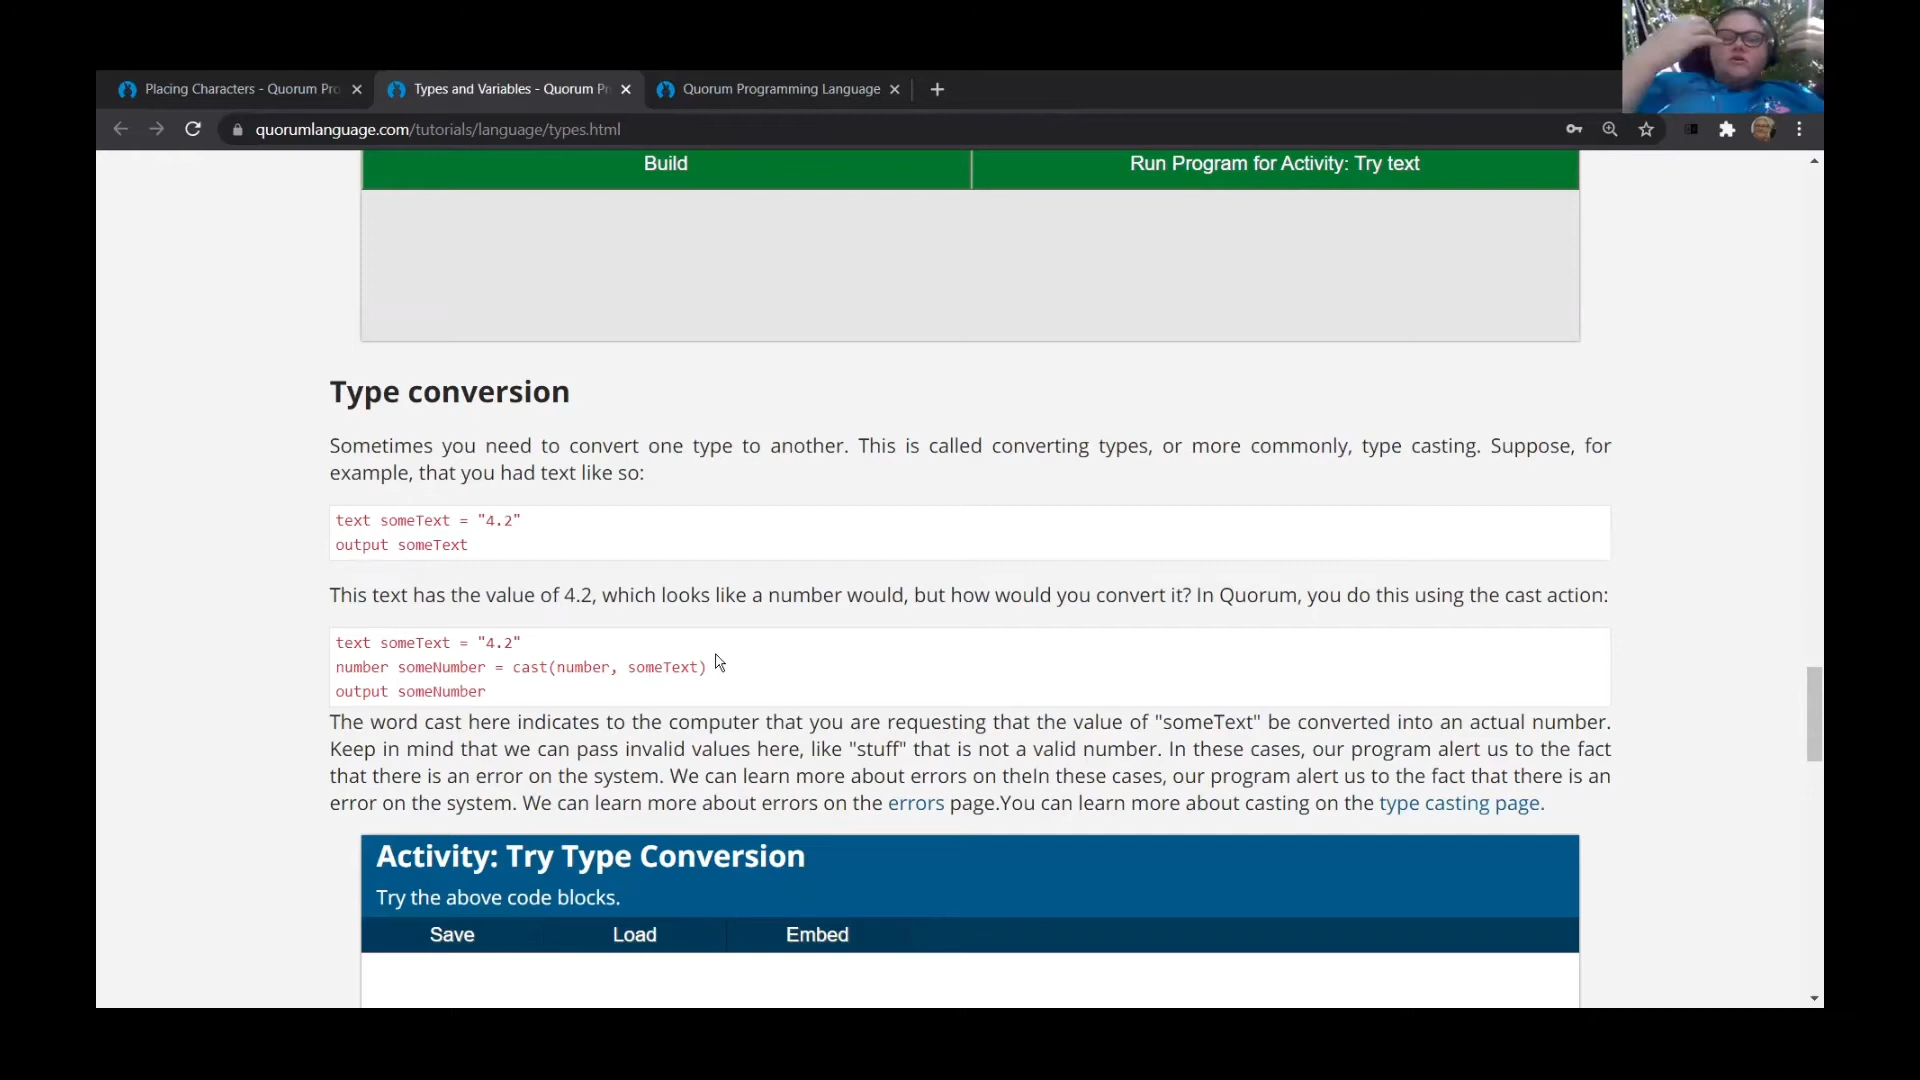 Placing Characters - Quorum Pro
Types and Variables - Quorum Pr
Quorum Programming Language
quorumlanguage.com/tutorials/language/types.html
Build
Run Program for Activity: Try text
Type conversion
Sometimes you need to convert one type to another. This is called converting types, or more commonly, type casting. Suppose, for
example, that you had text like so:
text someText = "4.2"
output someText
This text has the value of 4.2, which looks like a number would, but how would you convert it? In Quorum, you do this using the cast action:
text someText = "4.2"
number someNumber = cast(number, someText)
output someNumber
The word cast here indicates to the computer that you are requesting that the value of "someText" be converted into an actual number.
Keep in mind that we can pass invalid values here, like "stuff" that is not a valid number. In these cases, our program alert us to the fact
that there is an error on the system. We can learn more about errors on theIn these cases, our program alert us to the fact that there is an
error on the system. We can learn more about errors on the errors page.You can learn more about casting on the type casting page.
Activity: Try Type Conversion
Try the above code blocks.
Save
Load
Embed